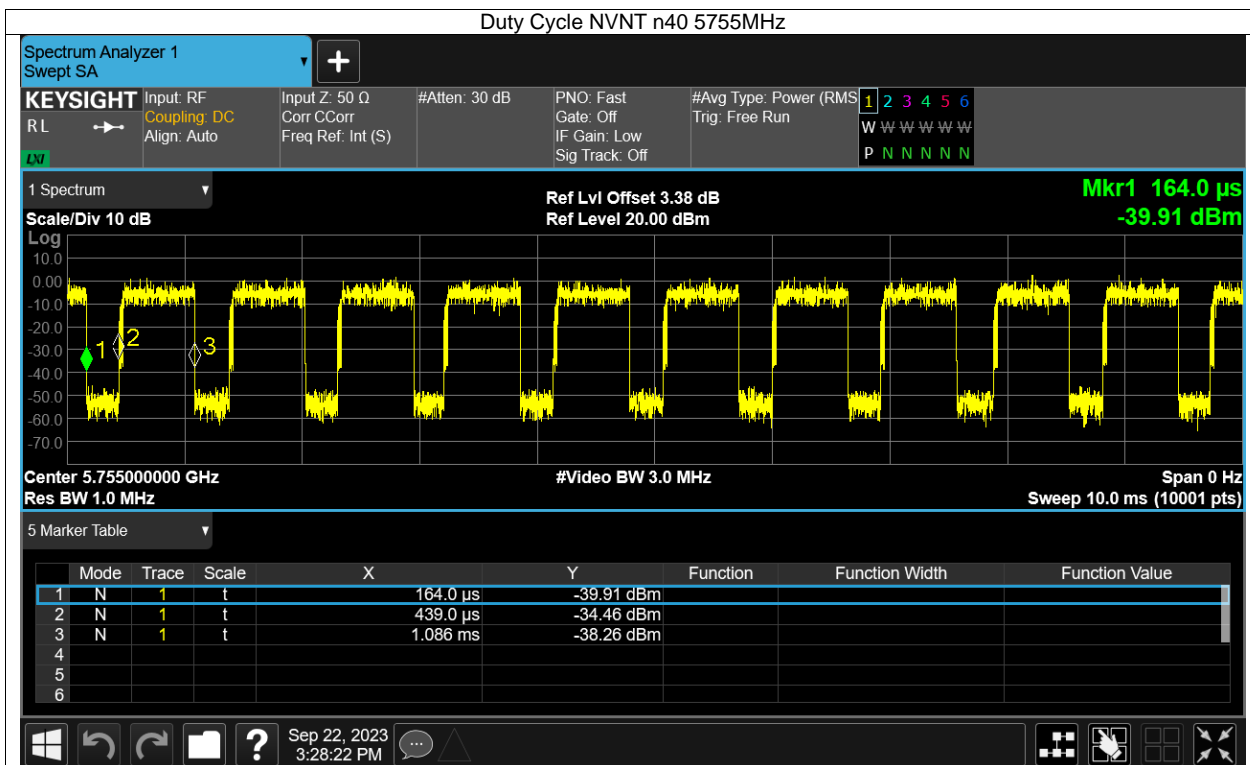 Duty Cycle NVNT n40 5755MHz
Spectrum Analyzer 1
Swept SA
KEYSIGHT
RL
LXI
Input: RF
Coupling: DC
Align: Auto
Input Z: 50 Ω
Corr CCorr
Freq Ref: Int (S)
#Atten: 30 dB
PNO: Fast
Gate: Off
IF Gain: Low
Sig Track: Off
#Avg Type: Power (RMS
Trig: Free Run
1 2 3 4 5 6
W W W W W W
P N N N N N
1 Spectrum
Scale/Div 10 dB
Ref Lvl Offset 3.38 dB
Ref Level 20.00 dBm
Mkr1 164.0 µs
-39.91 dBm
Log
10.0
0.00
-10.0
-20.0
-30.0
-40.0
-50.0
-60.0
-70.0
1
2
3
Center 5.755000000 GHz
#Video BW 3.0 MHz
Span 0 Hz
Res BW 1.0 MHz
Sweep 10.0 ms (10001 pts)
5 Marker Table
Mode Trace Scale X Y Function Function Width Function Value
1 N 1 t 164.0 µs -39.91 dBm
2 N 1 t 439.0 µs -34.46 dBm
3 N 1 t 1.086 ms -38.26 dBm
4
5
6
?
Sep 22, 2023
3:28:22 PM